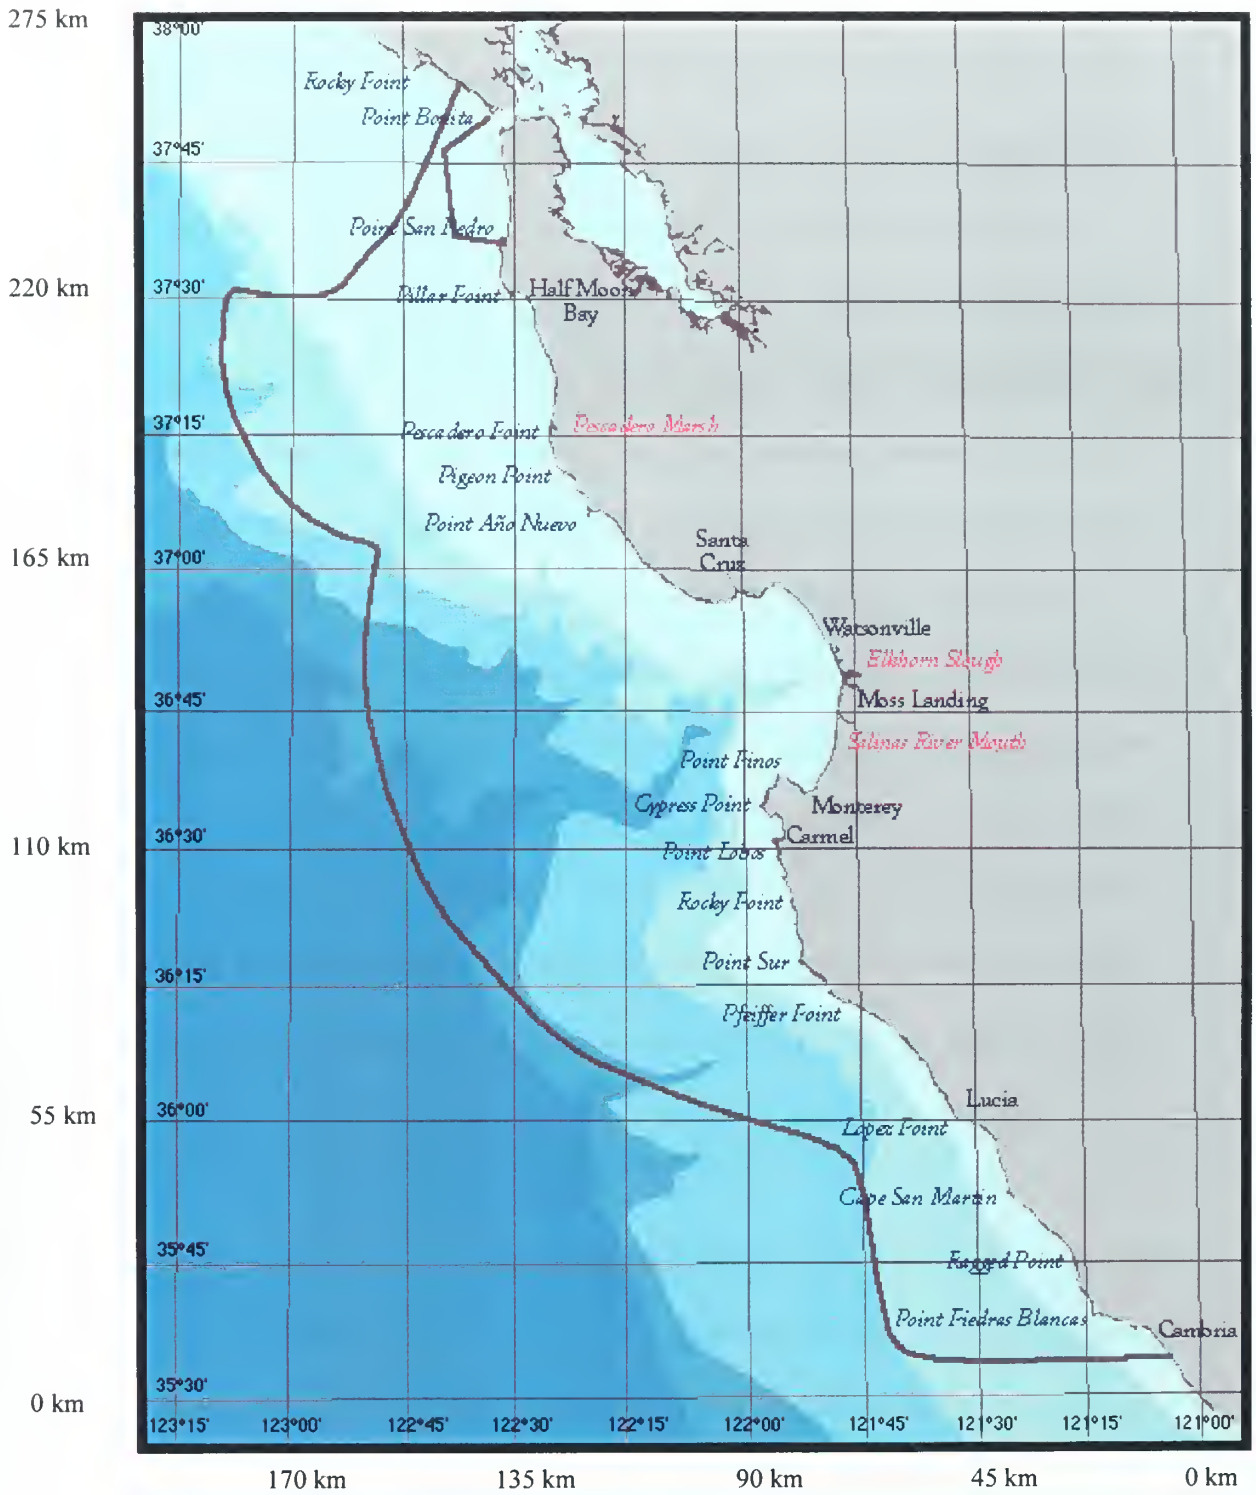 275 km
38°00'
Rocky Point
Point Bonita
37°45'
Point San Pedro
220 km
37°30'
Pillar Point
Half Moon
Bay
37°15'
Pescadero Point
Pescadero Marsh
Pigeon Point
Point Año Nuevo
Santa
Cruz
165 km
37°00'
Watsonville
Elkhorn Slough
36°45'
Moss Landing
Salinas River Mouth
Point Pinos
Cypress Point
Monterey
110 km
36°30'
Carmel
Point Lobos
Rocky Point
Point Sur
36°15'
Pfeiffer Point
Lucia
55 km
36°00'
Lopez Point
Cape San Martin
35°45'
Ragged Point
Point Piedras Blancas
Cambria
35°30'
0 km
123°15' 123°00' 122°45' 122°30' 122°15' 122°00' 121°45' 121°30' 121°15' 121°00'
170 km 135 km 90 km 45 km 0 km